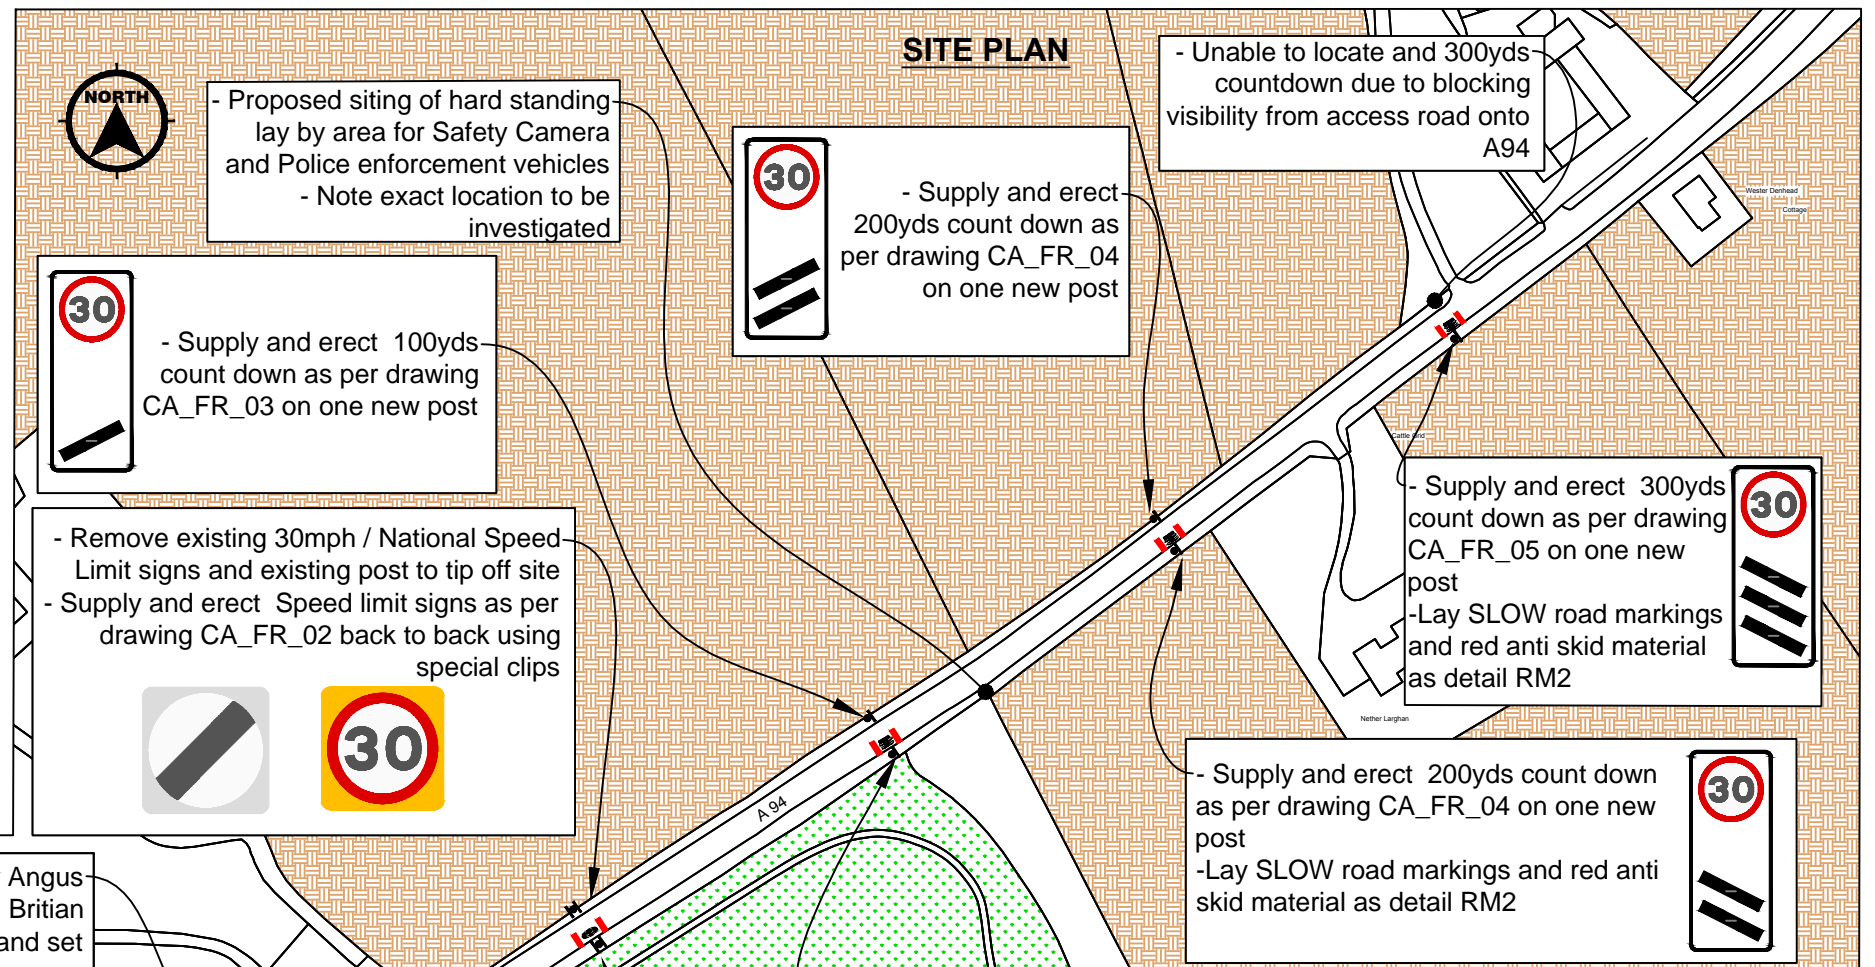 SITE PLAN
NORTH
- Proposed siting of hard standing
lay by area for Safety Camera
and Police enforcement vehicles
- Note exact location to be
investigated
- Unable to locate and 300yds
countdown due to blocking
visibility from access road onto
A94
30
- Supply and erect
200yds count down as
per drawing CA_FR_04
on one new post
Wester Denhead
Cottage
30
- Supply and erect 100yds
count down as per drawing
CA_FR_03 on one new post
Cattle Grid
- Supply and erect 300yds
count down as per drawing
CA_FR_05 on one new
post
-Lay SLOW road markings
and red anti skid material
as detail RM2
30
- Remove existing 30mph / National Speed
Limit signs and existing post to tip off site
- Supply and erect Speed limit signs as per
drawing CA_FR_02 back to back using
special clips
30
Nether Larghan
- Supply and erect 200yds count down
as per drawing CA_FR_04 on one new
post
-Lay SLOW road markings and red anti
skid material as detail RM2
30
A 94
Angus
Britian
and set